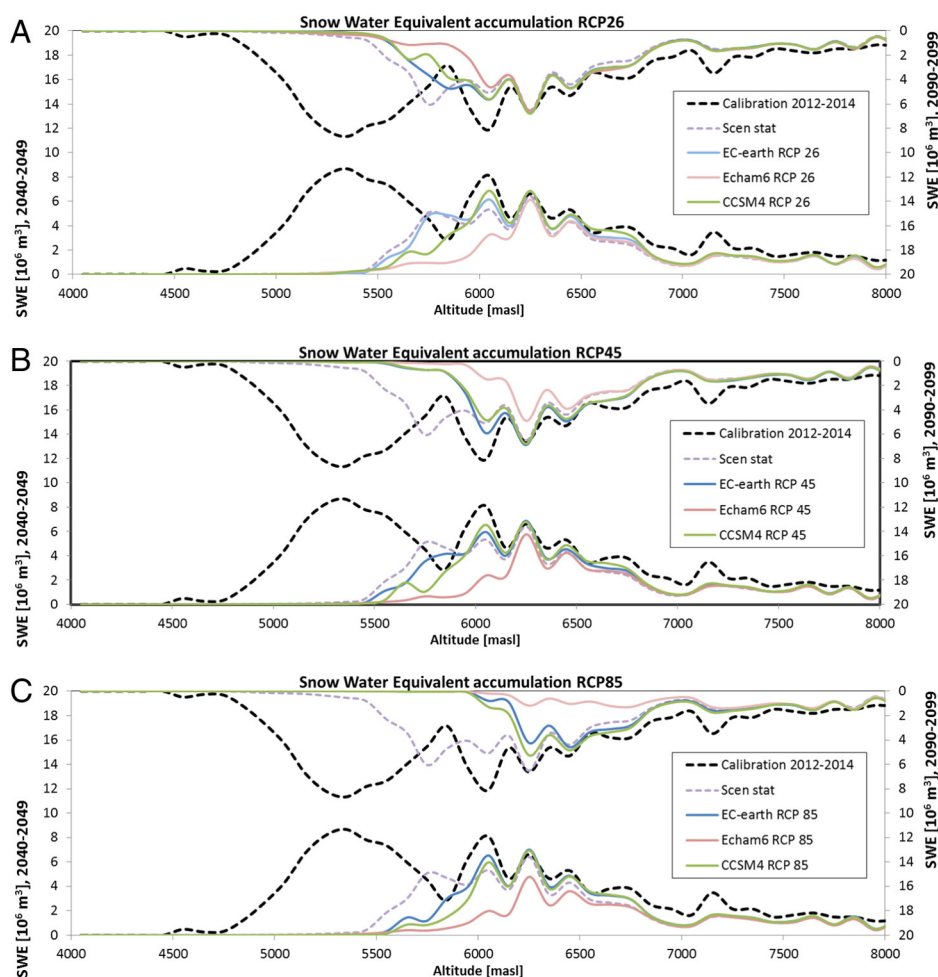 A
Snow Water Equivalent accumulation RCP26
SWE [10⁶ m³], 2040-2049
20
18
16
14
12
10
8
6
4
2
0
0
2
4
6
8
10
12
14
16
18
20
SWE [10⁶ m³], 2090-2099
Calibration 2012-2014
Scen stat
EC-earth RCP 26
Echam6 RCP 26
CCSM4 RCP 26
4000 4500 5000 5500 6000 6500 7000 7500 8000
Altitude [masl]
B
Snow Water Equivalent accumulation RCP45
SWE [10⁶ m³], 2040-2049
20
18
16
14
12
10
8
6
4
2
0
0
2
4
6
8
10
12
14
16
18
20
SWE [10⁶ m³], 2090-2099
Calibration 2012-2014
Scen stat
EC-earth RCP 45
Echam6 RCP 45
CCSM4 RCP 45
4000 4500 5000 5500 6000 6500 7000 7500 8000
Altitude [masl]
C
Snow Water Equivalent accumulation RCP85
SWE [10⁶ m³], 2040-2049
20
18
16
14
12
10
8
6
4
2
0
0
2
4
6
8
10
12
14
16
18
20
SWE [10⁶ m³], 2090-2099
Calibration 2012-2014
Scen stat
EC-earth RCP 85
Echam6 RCP 85
CCSM4 RCP 85
4000 4500 5000 5500 6000 6500 7000 7500 8000
Altitude [masl]